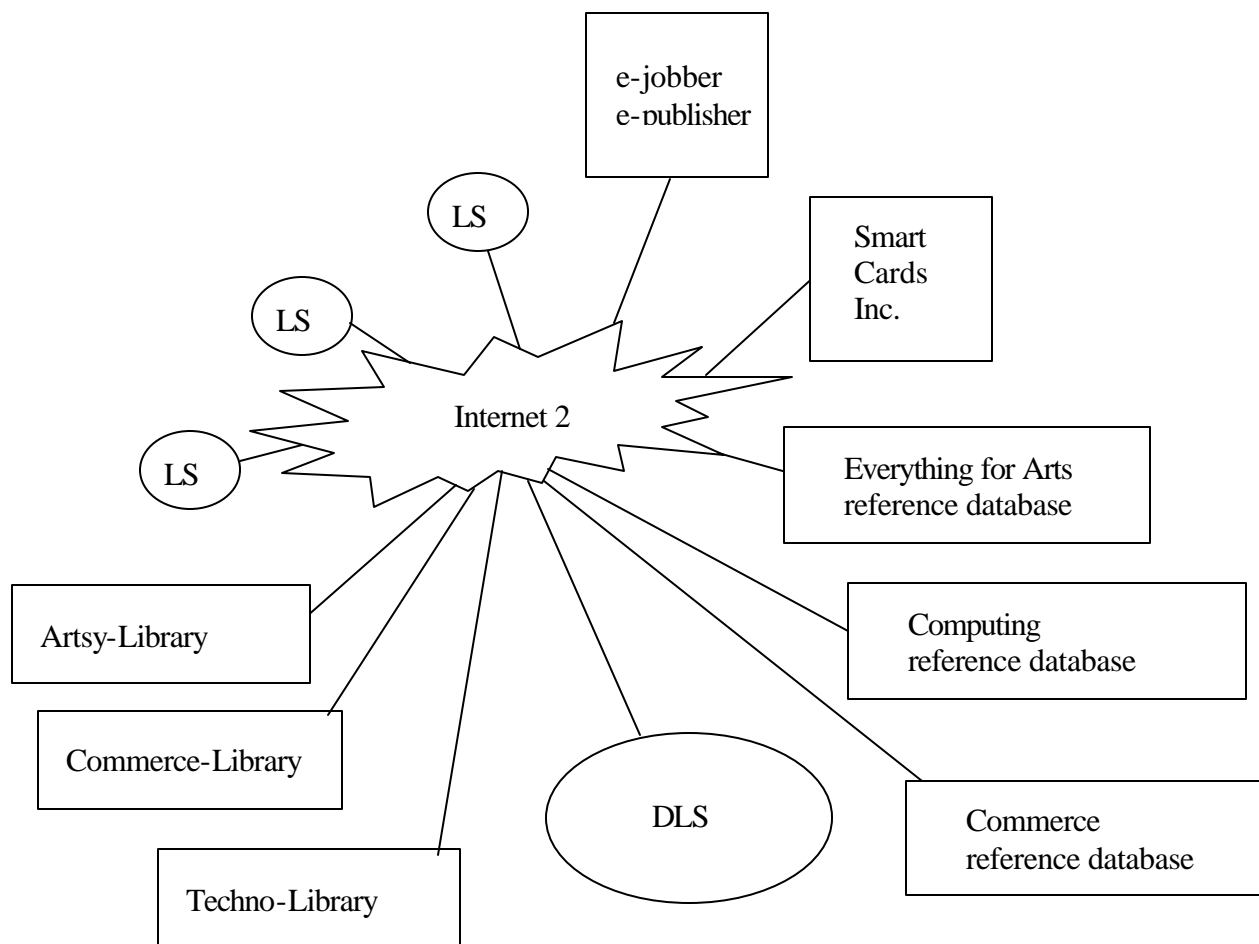 e-jobber
e-publisher
LS
Smart
Cards
Inc.
LS
Internet 2
LS
Everything for Arts
reference database
Artsy-Library
Computing
reference database
Commerce-Library
DLS
Commerce
reference database
Techno-Library